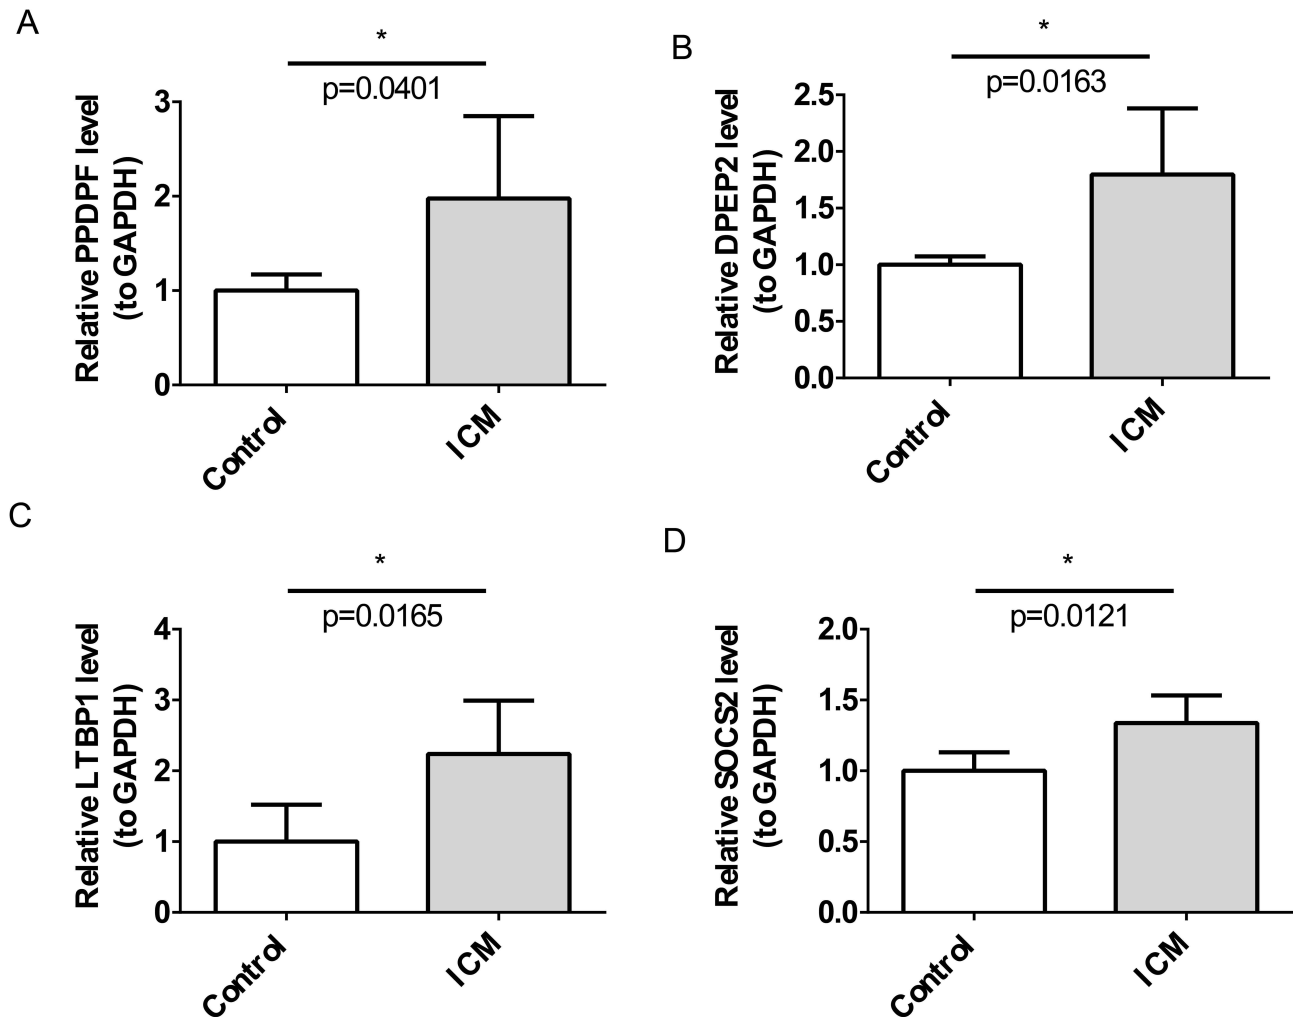 A
*
p=0.0401
Relative PPDPF level
(to GAPDH)
3
2
1
0
Control
ICM
B
*
p=0.0163
Relative DPEP2 level
(to GAPDH)
2.5
2.0
1.5
1.0
0.5
0.0
Control
ICM
C
*
p=0.0165
Relative LTBP1 level
(to GAPDH)
4
3
2
1
0
Control
ICM
D
*
p=0.0121
Relative SOCS2 level
(to GAPDH)
2.0
1.5
1.0
0.5
0.0
Control
ICM